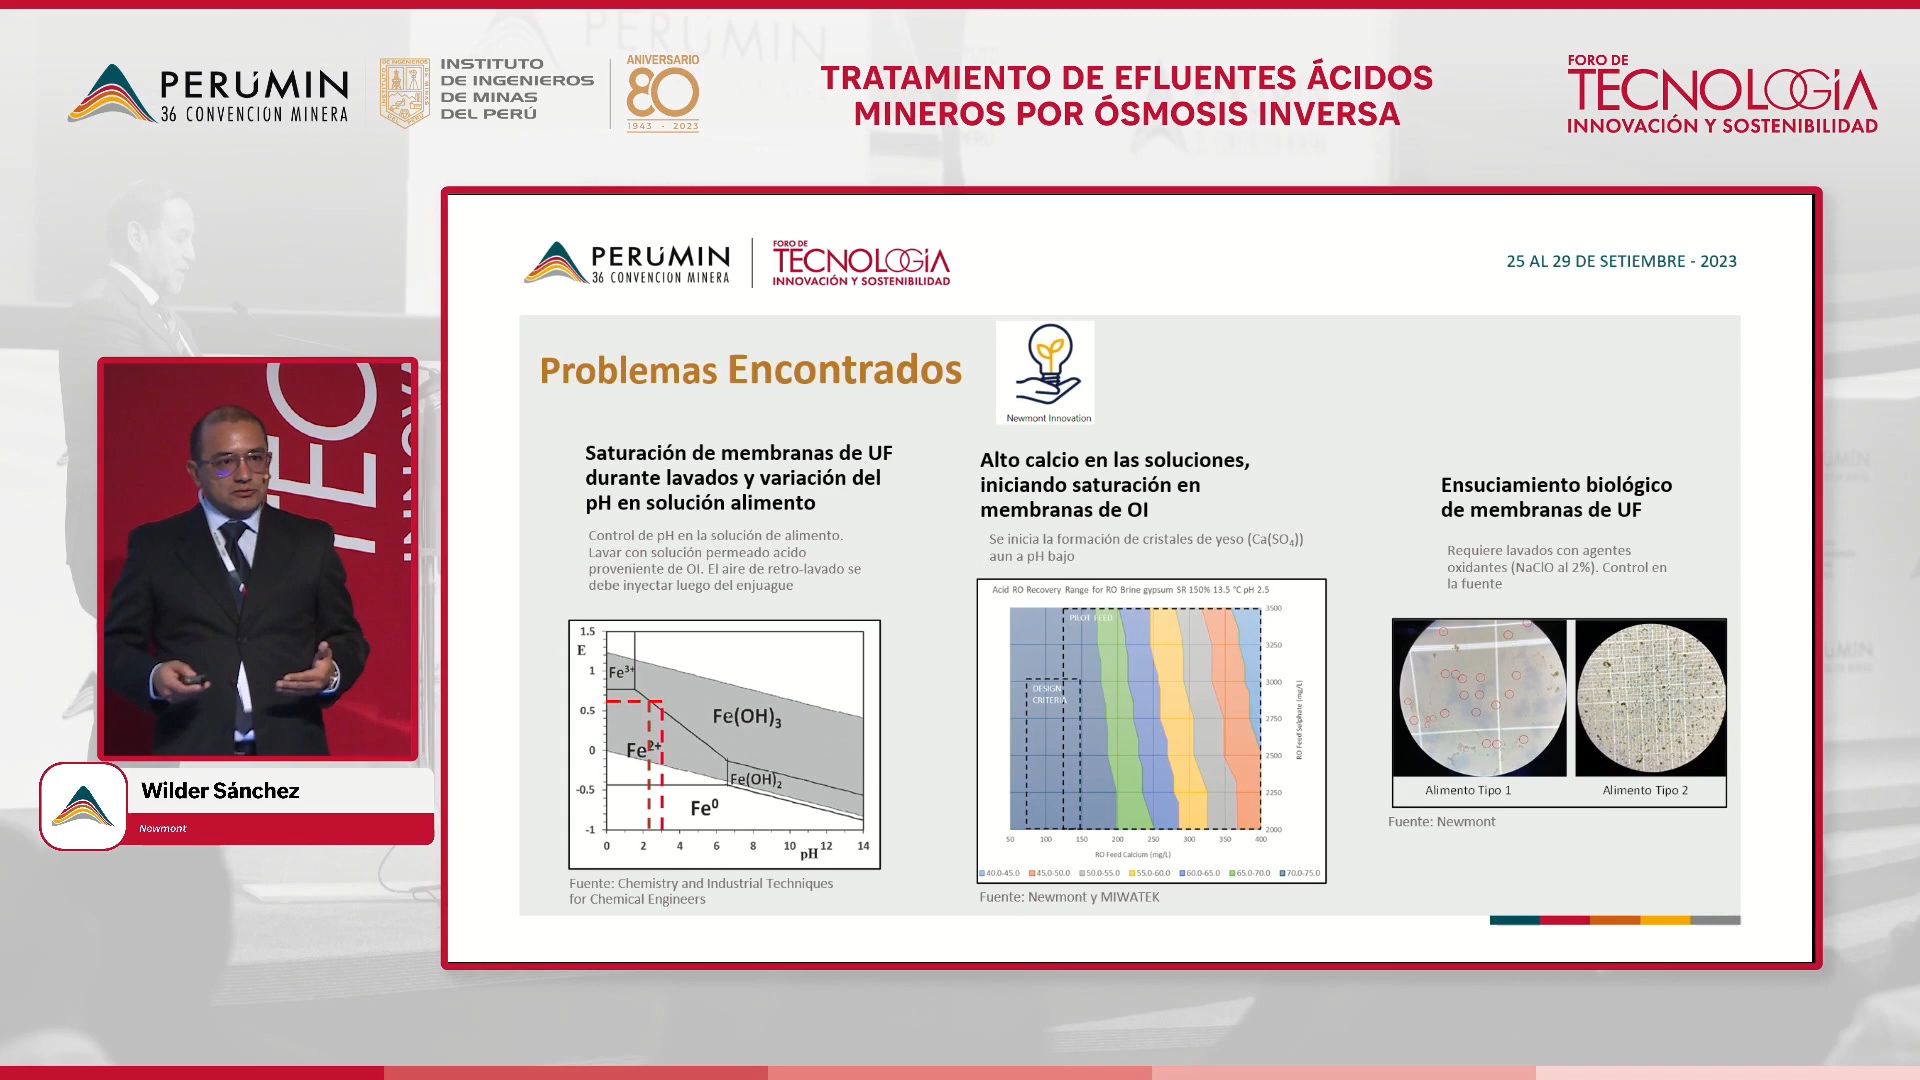 PERÚMIN
36 CONVENCIÓN MINERA
INSTITUTO
DE INGENIEROS
DE MINAS
DEL PERÚ
ANIVERSARIO
80
1943 - 2023
TRATAMIENTO DE EFLUENTES ÁCIDOS
MINEROS POR ÓSMOSIS INVERSA
FORO DE
TECNOLOGÍA
INNOVACIÓN Y SOSTENIBILIDAD
PERÚMIN
36 CONVENCIÓN MINERA
FORO DE
TECNOLOGÍA
INNOVACIÓN Y SOSTENIBILIDAD
25 AL 29 DE SETIEMBRE - 2023
Problemas Encontrados
Newmont Innovation
Saturación de membranas de UF
durante lavados y variación del
pH en solución alimento
Control de pH en la solución de alimento.
Lavar con solución permeado acido
proveniente de OI. El aire de retro-lavado se
debe inyectar luego del enjuague
1.5
E
1
0.5
0
-0.5
-1
Fe³⁺
Fe(OH)₃
Fe²⁺
Fe(OH)₂
Fe⁰
0 2 4 6 8 10 12 14
pH
Fuente: Chemistry and Industrial Techniques
for Chemical Engineers
Alto calcio en las soluciones,
iniciando saturación en
membranas de OI
Se inicia la formación de cristales de yeso (Ca(SO₄))
aun a pH bajo
Acid RO Recovery Range for RO Brine gypsum SR 150% 13.5 °C pH 2.5
PILOT FEED
DESIGN
CRITERIA
3500
3250
3000
2750
2500
2250
2000
RO Feed Sulphate (mg/L)
50 100 150 200 250 300 350 400
RO Feed Calcium (mg/L)
40.0-45.0 45.0-50.0 50.0-55.0 55.0-60.0 60.0-65.0 65.0-70.0 70.0-75.0
Fuente: Newmont y MIWATEK
Ensuciamiento biológico
de membranas de UF
Requiere lavados con agentes
oxidantes (NaClO al 2%). Control en
la fuente
Alimento Tipo 1
Alimento Tipo 2
Fuente: Newmont
Wilder Sánchez
Newmont